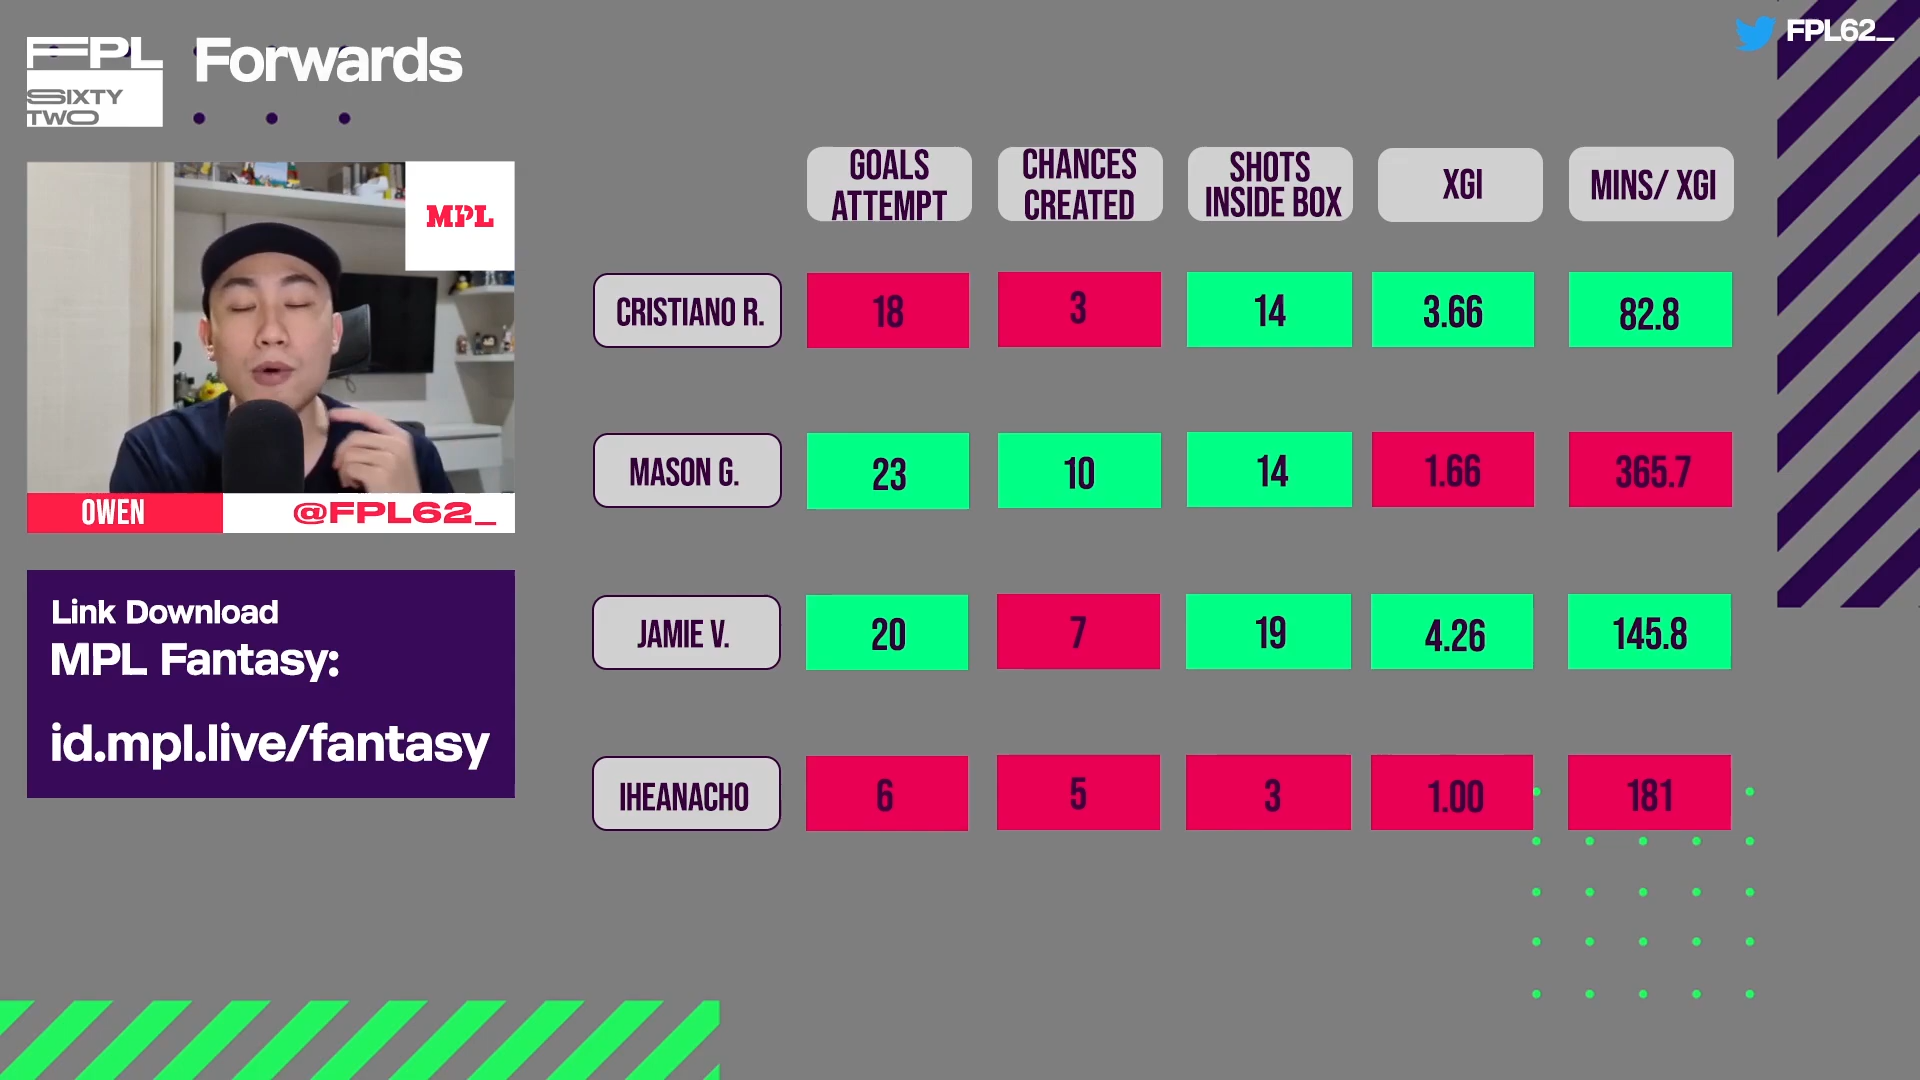 FPL
SIXTY
TWO
Forwards
FPL62_
MPL
OWEN
@FPL62_
Link Download
MPL Fantasy:
id.mpl.live/fantasy
GOALS
ATTEMPT
CHANCES
CREATED
SHOTS
INSIDE BOX
XGI
MINS/ XGI
CRISTIANO R. 18 3 14 3.66 82.8
MASON G. 23 10 14 1.66 365.7
JAMIE V. 20 7 19 4.26 145.8
IHEANACHO 6 5 3 1.00 181